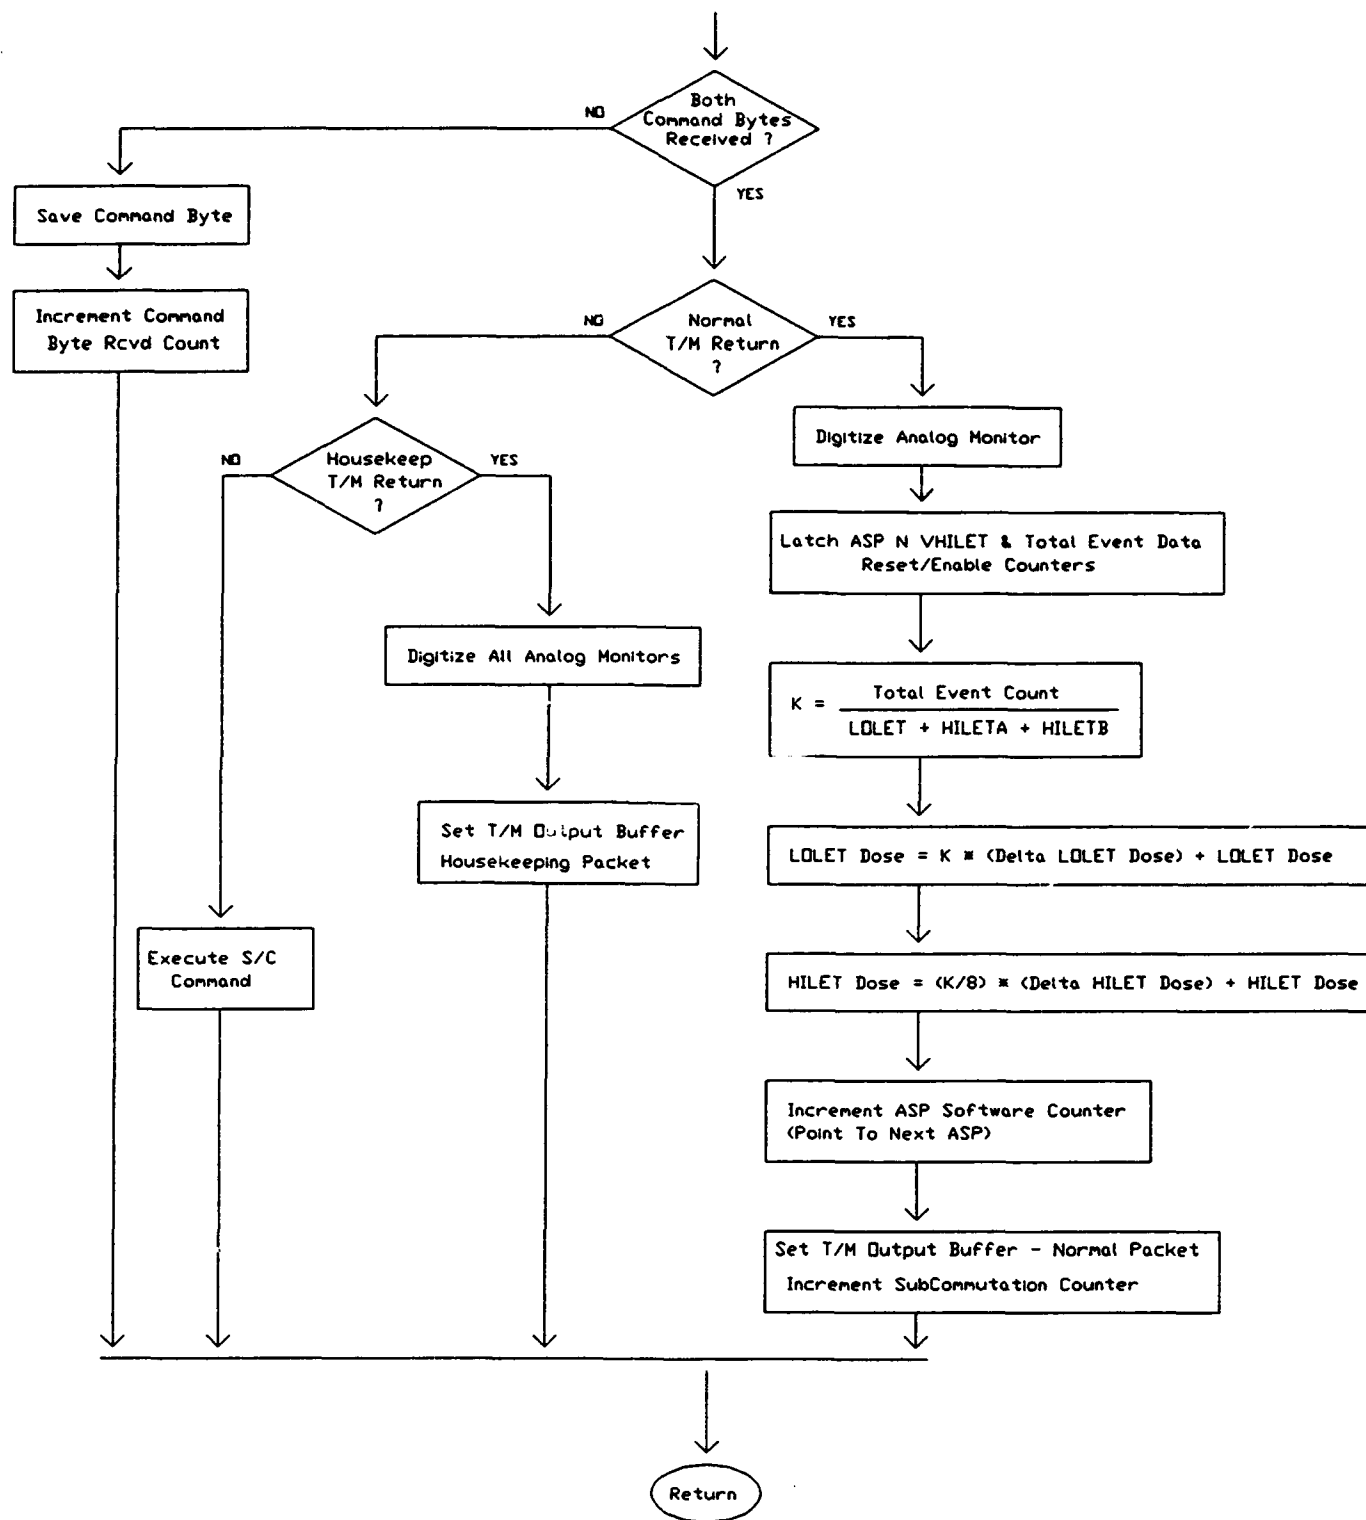 Both
Command Bytes
Received ?
NO
YES
Save Command Byte
Increment Command
Byte Rcvd Count
Normal
T/M Return
?
NO
YES
Housekeep
T/M Return
?
NO
YES
Digitize Analog Monitor
Latch ASP N VHILET & Total Event Data
Reset/Enable Counters
Digitize All Analog Monitors
K = Total Event Count
LOLET + HILETA + HILETB
Set T/M Output Buffer
Housekeeping Packet
LOLET Dose = K * (Delta LOLET Dose) + LOLET Dose
Execute S/C
Command
HILET Dose = (K/8) * (Delta HILET Dose) + HILET Dose
Increment ASP Software Counter
(Point To Next ASP)
Set T/M Output Buffer - Normal Packet
Increment SubCommutation Counter
Return